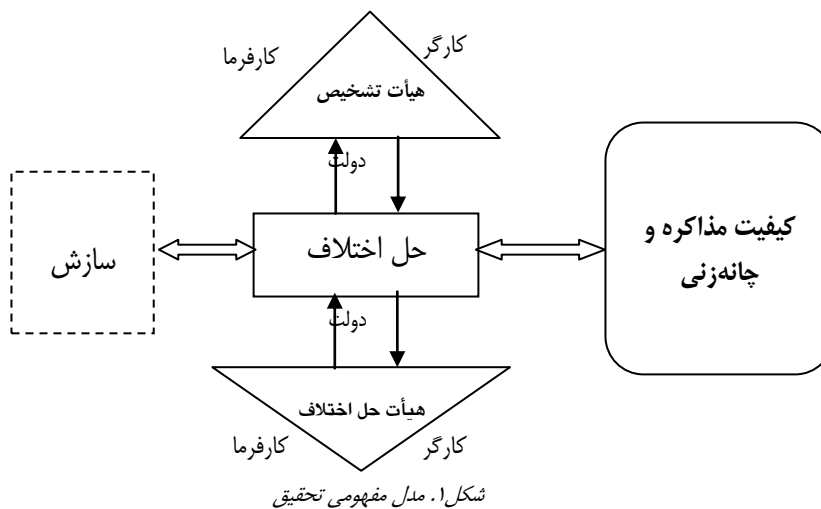 کارگر
کارفرما
هیأت تشخیص
دولت
کیفیت مذاکره و
چانه‌زنی
حل اختلاف
سازش
دولت
هیأت حل اختلاف
کارگر
کارفرما
شکل۱. مدل مفهومی تحقیق